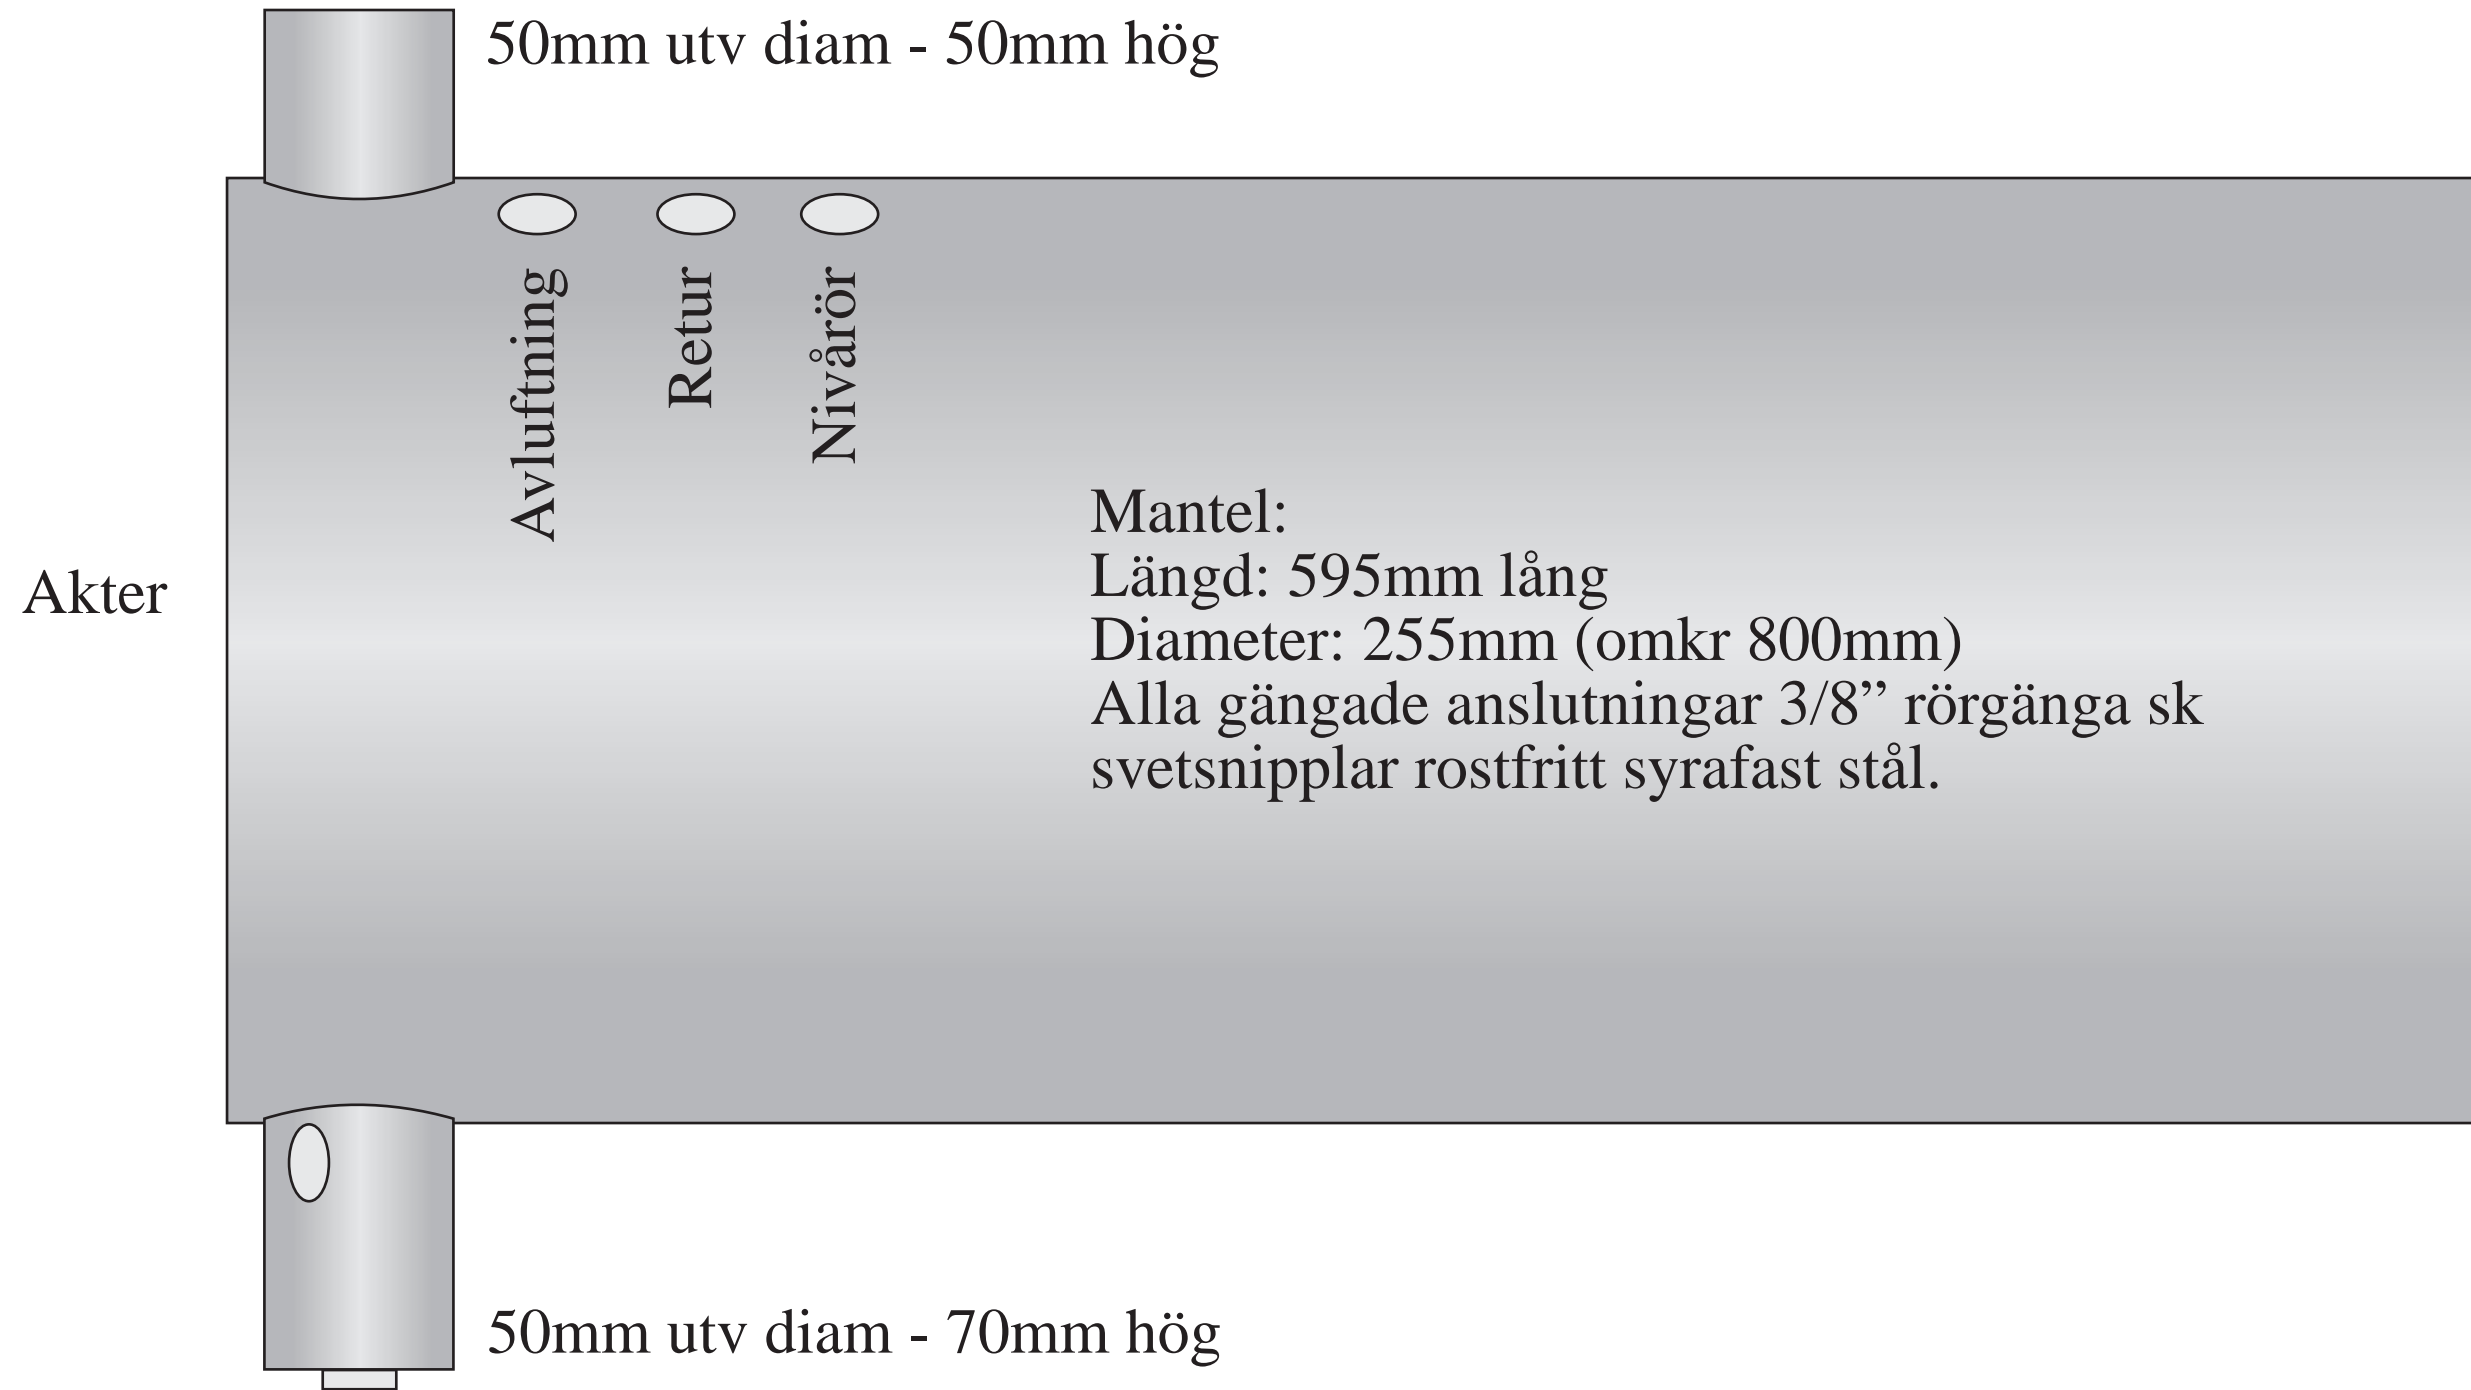 50mm utv diam - 50mm hög
Avluftning
Retur
Nivårör
Akter
Mantel:
Längd: 595mm lång
Diameter: 255mm (omkr 800mm)
Alla gängade anslutningar 3/8” rörgänga sk
svetsnipplar rostfritt syrafast stål.
50mm utv diam - 70mm hög